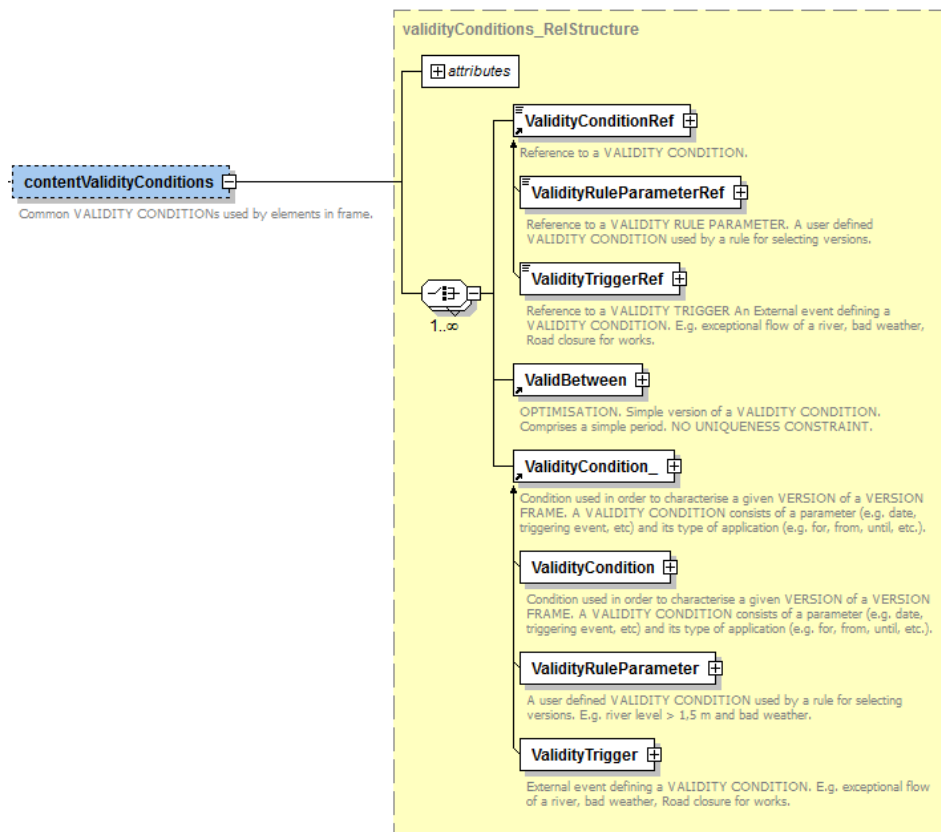 validityConditions_RelStructure
attributes
ValidityConditionRef
Reference to a VALIDITY CONDITION.
contentValidityConditions
Common VALIDITY CONDITIONs used by elements in frame.
ValidityRuleParameterRef
Reference to a VALIDITY RULE PARAMETER. A user defined
VALIDITY CONDITION used by a rule for selecting versions.
ValidityTriggerRef
Reference to a VALIDITY TRIGGER An External event defining a
VALIDITY CONDITION. E.g. exceptional flow of a river, bad weather,
Road closure for works.
1..∞
ValidBetween
OPTIMISATION. Simple version of a VALIDITY CONDITION.
Comprises a simple period. NO UNIQUENESS CONSTRAINT.
ValidityCondition_
Condition used in order to characterise a given VERSION of a VERSION
FRAME. A VALIDITY CONDITION consists of a parameter (e.g. date,
triggering event, etc) and its type of application (e.g. for, from, until, etc.).
ValidityCondition
Condition used in order to characterise a given VERSION of a VERSION
FRAME. A VALIDITY CONDITION consists of a parameter (e.g. date,
triggering event, etc) and its type of application (e.g. for, from, until, etc.).
ValidityRuleParameter
A user defined VALIDITY CONDITION used by a rule for selecting
versions. E.g. river level > 1,5 m and bad weather.
ValidityTrigger
External event defining a VALIDITY CONDITION. E.g. exceptional flow
of a river, bad weather, Road closure for works.